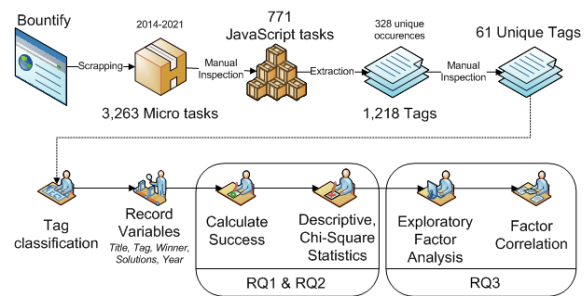 Bountify
2014-2021
771
JavaScript tasks
328 unique
occurences
61 Unique Tags
Scrapping
Manual
Inspection
Extraction
Manual
Inspection
3,263 Micro tasks
1,218 Tags
Tag
classification
Record
Variables
Title, Tag, Winner,
Solutions, Year
Calculate
Success
Descriptive,
Chi-Square
Statistics
Exploratory
Factor
Analysis
Factor
Correlation
RQ1 & RQ2
RQ3